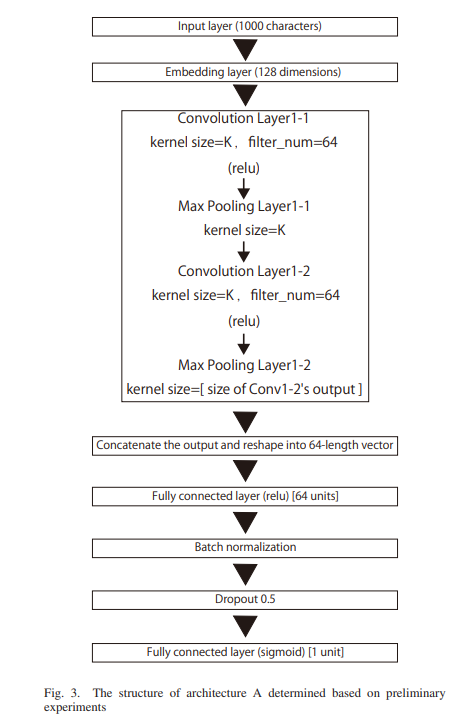 Input layer (1000 characters)
Embedding layer (128 dimensions)
Convolution Layer1-1
kernel size=K , filter_num=64
(relu)
Max Pooling Layer1-1
kernel size=K
Convolution Layer1-2
kernel size=K , filter_num=64
(relu)
Max Pooling Layer1-2
kernel size=[ size of Conv1-2's output ]
Concatenate the output and reshape into 64-length vector
Fully connected layer (relu) [64 units]
Batch normalization
Dropout 0.5
Fully connected layer (sigmoid) [1 unit]
Fig. 3. The structure of architecture A determined based on preliminary
experiments